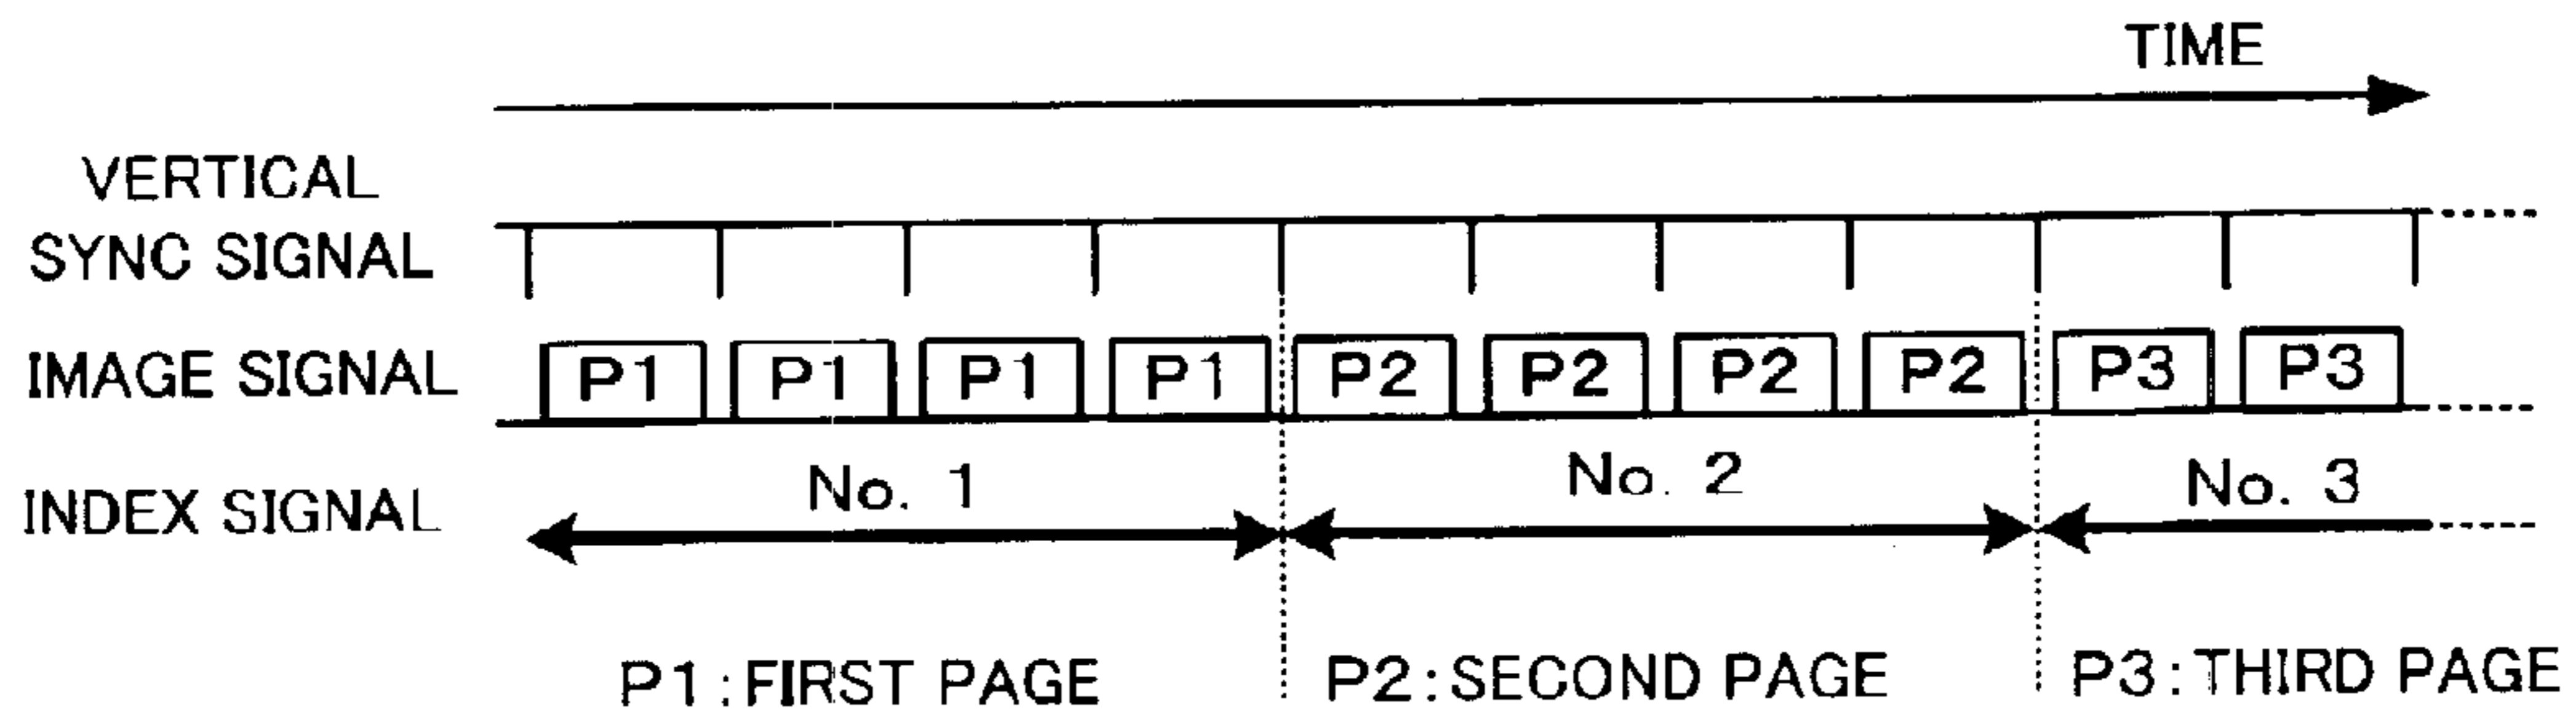 TIME
VERTICAL
SYNC SIGNAL
IMAGE SIGNAL P1 P1 P1 P1 P2 P2 P2 P2 P3 P3
INDEX SIGNAL No. 1 No. 2 No. 3
P1:FIRST PAGE P2:SECOND PAGE P3:THIRD PAGE